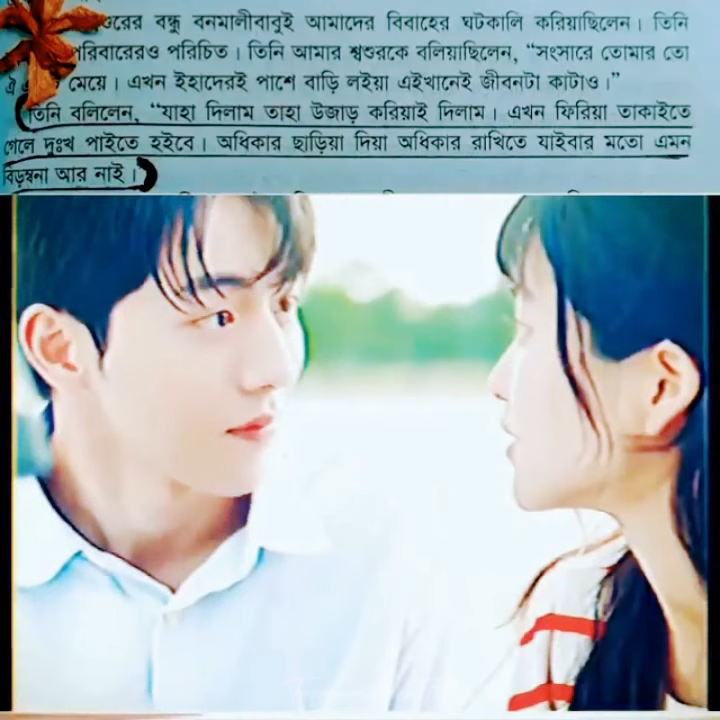 বন্ধু বনমালীবাবুই আমাদের বিবাহের ঘটকালি করিয়াছিলেন। তিনি
পরিবারেরও পরিচিত। তিনি আমার শ্বশুরকে বলিয়াছিলেন, “সংসারে তোমার তো
ঐ মেয়ে। এখন ইহাদেরই পাশে বাড়ি লইয়া এইখানেই জীবনটা কাটাও।”
তিনি বলিলেন, “যাহা দিলাম তাহা উজাড় করিয়াই দিলাম। এখন ফিরিয়া তাকাইতে
গেলে দুঃখ পাইতে হইবে। অধিকার ছাড়িয়া দিয়া অধিকার রাখিতে যাইবার মতো এমন
বিড়ম্বনা আর নাই।